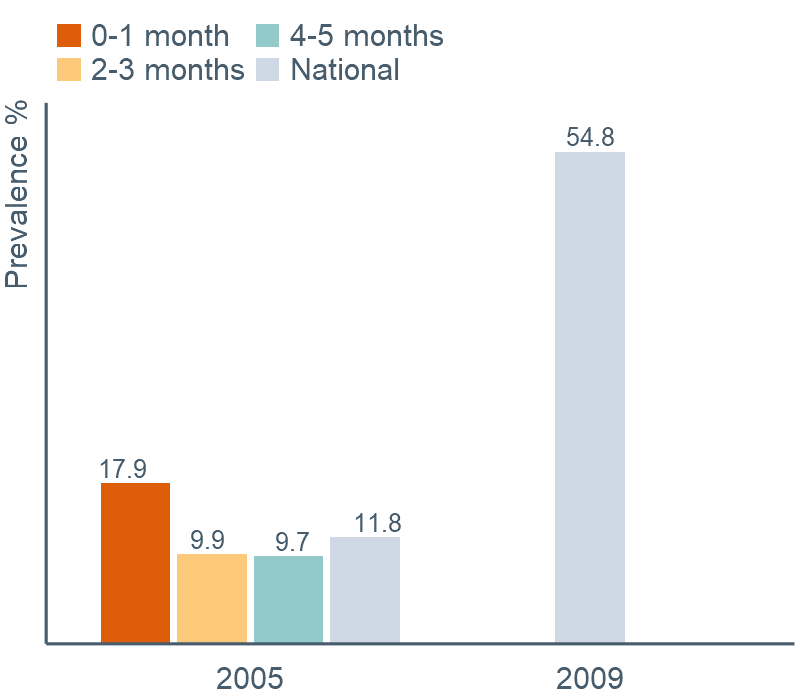 0-1 month
4-5 months
2-3 months
National
Prevalence %
54.8
17.9
9.9
9.7
11.8
2005
2009